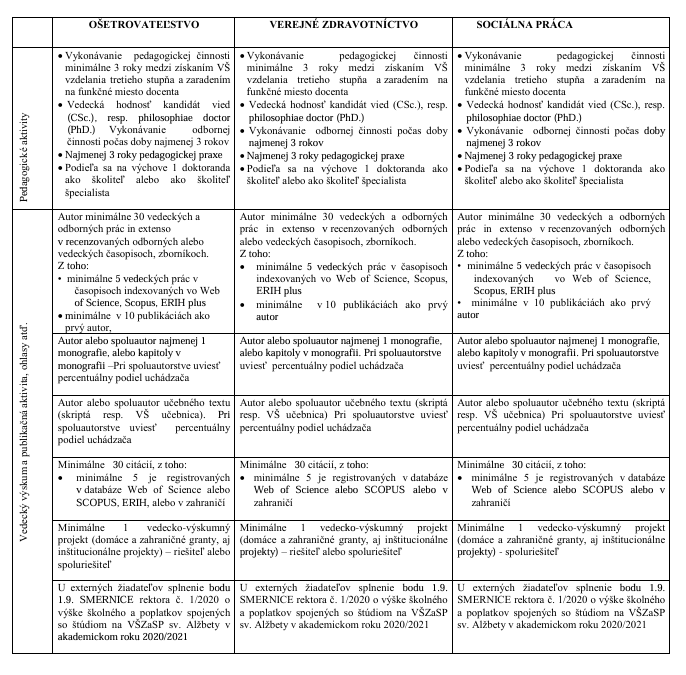 OŠETROVATEĽSTVO
VEREJNÉ ZDRAVOTNÍCTVO
SOCIÁLNA PRÁCA
Pedagogické aktivity
• Vykonávanie pedagogickej činnosti
minimálne 3 roky medzi získaním VŠ
vzdelania tretieho stupňa a zaradením
na funkčné miesto docenta
• Vedecká hodnosť kandidát vied
(CSc.), resp. philosophiae doctor
(PhD.) Vykonávanie odbornej
činnosti počas doby najmenej 3 rokov
• Najmenej 3 roky pedagogickej praxe
• Podieľa sa na výchove 1 doktoranda
ako školiteľ alebo ako školiteľ
špecialista
• Vykonávanie pedagogickej činnosti
minimálne 3 roky medzi získaním VŠ
vzdelania tretieho stupňa a zaradením na
funkčné miesto docenta
• Vedecká hodnosť kandidát vied (CSc.), resp.
philosophiae doctor (PhD.)
• Vykonávanie odbornej činnosti počas doby
najmenej 3 rokov
• Najmenej 3 roky pedagogickej praxe
• Podieľa sa na výchove 1 doktoranda ako
školiteľ alebo ako školiteľ špecialista
• Vykonávanie pedagogickej činnosti
minimálne 3 roky medzi získaním VŠ
vzdelania tretieho stupňa a zaradením na
funkčné miesto docenta
• Vedecká hodnosť kandidát vied (CSc.), resp.
philosophiae doctor (PhD.)
• Vykonávanie odbornej činnosti počas doby
najmenej 3 rokov
• Najmenej 3 roky pedagogickej praxe
• Podieľa sa na výchove 1 doktoranda ako
školiteľ alebo ako školiteľ špecialista
Vedecký výskum a publikačná aktivita, ohlasy atď.
Autor minimálne 30 vedeckých a
odborných prác in extenso
v recenzovaných odborných alebo
vedeckých časopisoch, zborníkoch.
Z toho:
• minimálne 5 vedeckých prác v
časopisoch indexovaných vo Web
of Science, Scopus, ERIH plus
• minimálne v 10 publikáciách ako
prvý autor,
Autor minimálne 30 vedeckých a odborných
prác in extenso v recenzovaných odborných
alebo vedeckých časopisoch, zborníkoch.
Z toho:
• minimálne 5 vedeckých prác v časopisoch
indexovaných vo Web of Science, Scopus,
ERIH plus
• minimálne v 10 publikáciách ako prvý
autor
Autor minimálne 30 vedeckých a odborných
prác in extenso v recenzovaných odborných
alebo vedeckých časopisoch, zborníkoch.
Z toho:
• minimálne 5 vedeckých prác v časopisoch
indexovaných vo Web of Science,
Scopus, ERIH plus
• minimálne v 10 publikáciách ako prvý
autor
Autor alebo spoluautor najmenej 1
monografie, alebo kapitoly v
monografii –Pri spoluautorstve uviesť
percentuálny podiel uchádzača
Autor alebo spoluautor najmenej 1 monografie,
alebo kapitoly v monografii. Pri spoluautorstve
uviesť percentuálny podiel uchádzača
Autor alebo spoluautor najmenej 1 monografie,
alebo kapitoly v monografii. Pri spoluautorstve
uviesť percentuálny podiel uchádzača
Autor alebo spoluautor učebného textu
(skriptá resp. VŠ učebnica). Pri
spoluautorstve uviesť percentuálny
podiel uchádzača
Autor alebo spoluautor učebného textu (skriptá
resp. VŠ učebnica) Pri spoluautorstve uviesť
percentuálny podiel uchádzača
Autor alebo spoluautor učebného textu (skriptá
resp. VŠ učebnica) Pri spoluautorstve uviesť
percentuálny podiel uchádzača
Minimálne 30 citácií, z toho:
• minimálne 5 je registrovaných
v databáze Web of Science alebo
SCOPUS, ERIH, alebo v zahraničí
Minimálne 30 citácií, z toho:
• minimálne 5 je registrovaných v databáze
Web of Science alebo SCOPUS alebo v
zahraničí
Minimálne 30 citácií, z toho:
• minimálne 5 je registrovaných v databáze
Web of Science alebo SCOPUS alebo v
zahraničí
Minimálne 1 vedecko-výskumný
projekt (domáce a zahraničné granty, aj
inštitucionálne projekty) – riešiteľ alebo
spoluriešiteľ
Minimálne 1 vedecko-výskumný projekt
(domáce a zahraničné granty, aj inštitucionálne
projekty) – riešiteľ alebo spoluriešiteľ
Minimálne 1 vedecko-výskumný projekt
(domáce a zahraničné granty, aj inštitucionálne
projekty) - spoluriešiteľ
U externých žiadateľov splnenie bodu
1.9. SMERNICE rektora č. 1/2020 o
výške školného a poplatkov spojených
so štúdiom na VŠZaSP sv. Alžbety v
akademickom roku 2020/2021
U externých žiadateľov splnenie bodu 1.9.
SMERNICE rektora č. 1/2020 o výške školného
a poplatkov spojených so štúdiom na VŠZaSP
sv. Alžbety v akademickom roku 2020/2021
U externých žiadateľov splnenie bodu 1.9.
SMERNICE rektora č. 1/2020 o výške školného
a poplatkov spojených so štúdiom na VŠZaSP
sv. Alžbety v akademickom roku 2020/2021